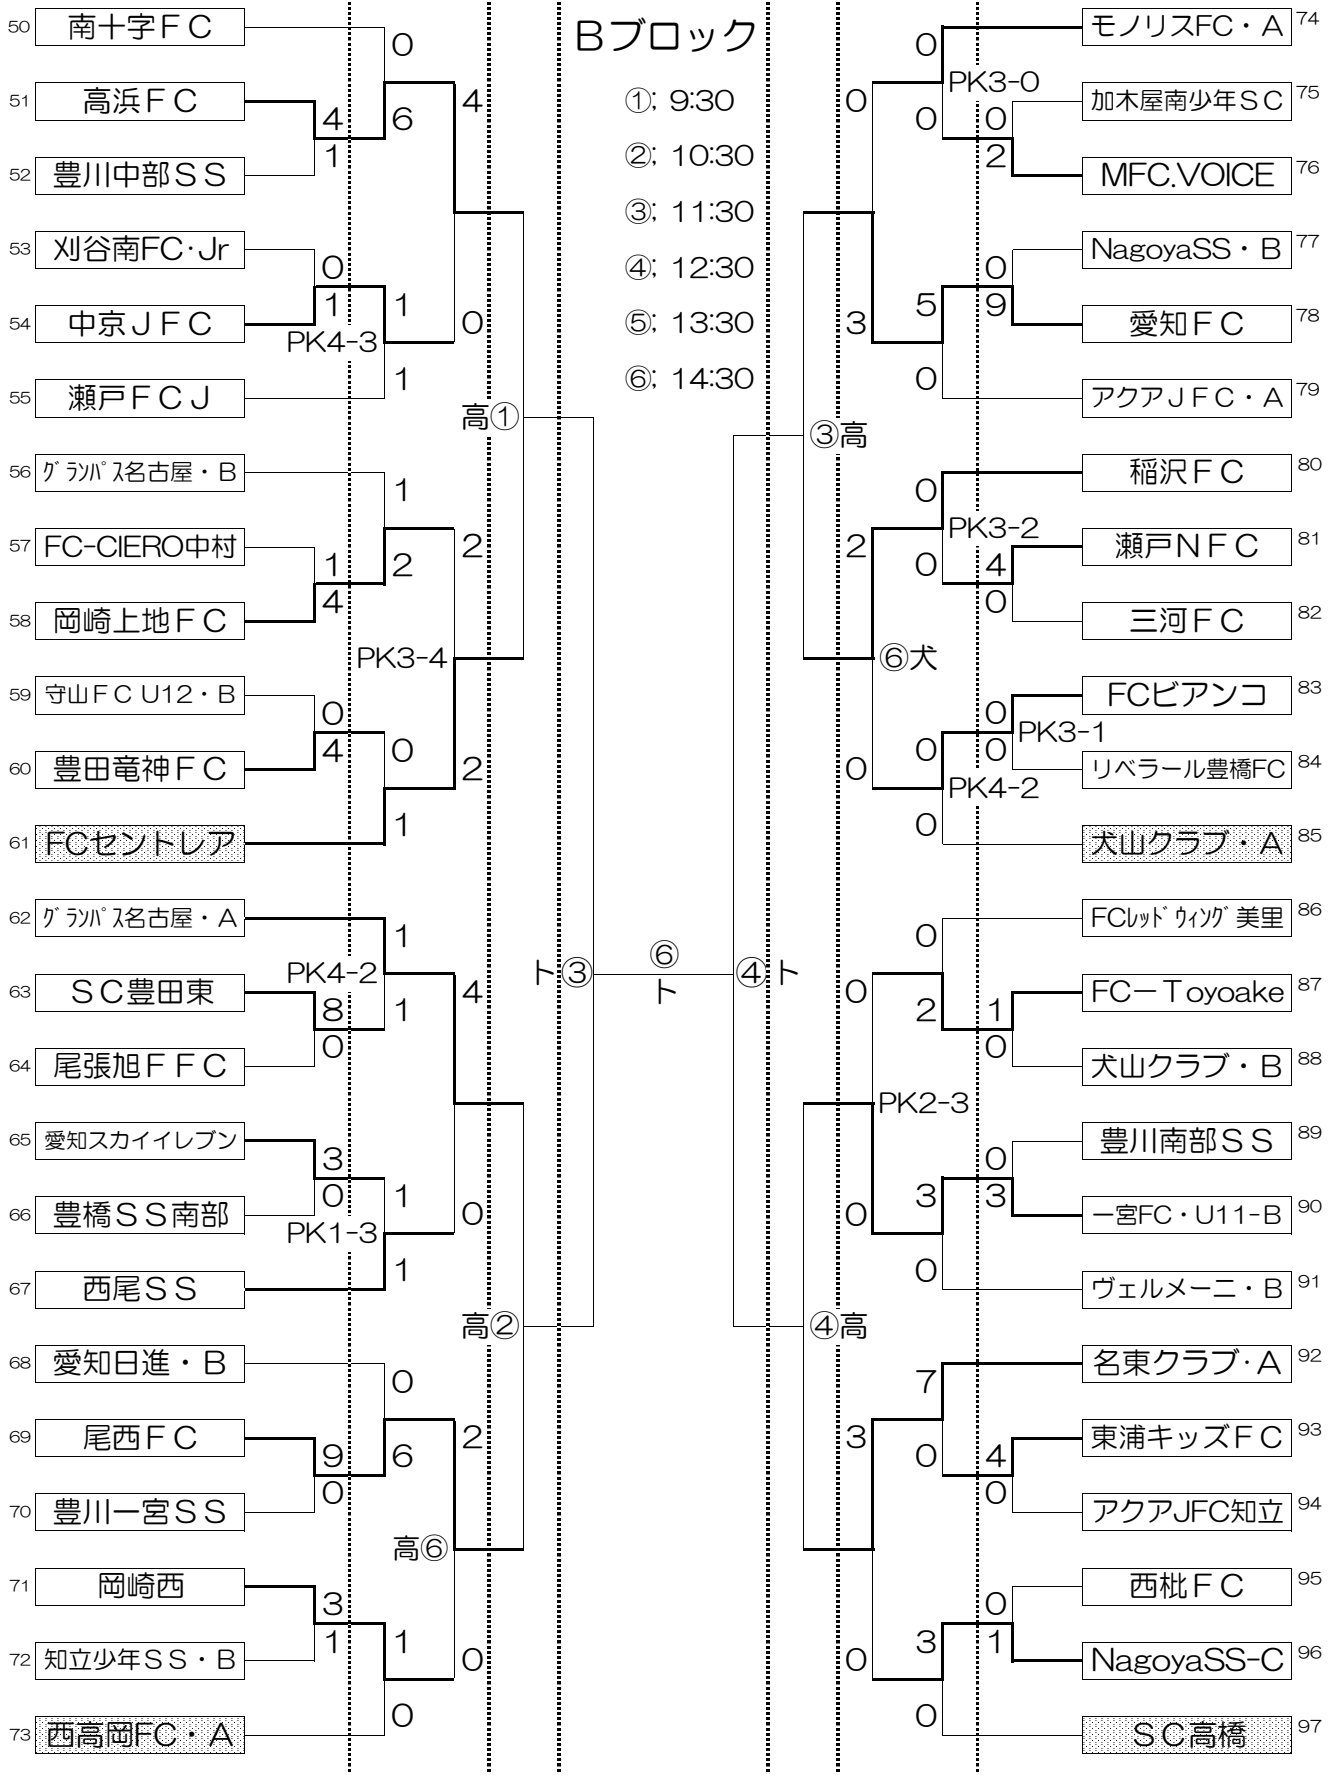 Bブロック
①; 9:30
②; 10:30
③; 11:30
④; 12:30
⑤; 13:30
⑥; 14:30
50 南十字ＦＣ
0
51 高浜ＦＣ
4
6
4
52 豊川中部ＳＳ
1
53 刈谷南FC･Jr
0
54 中京ＪＦＣ
1
1
0
PK4-3
55 瀬戸ＦＣＪ
1
高①
56 ｸﾞﾗﾝﾊﾟｽ名古屋・B
1
57 FC-CIERO中村
1
2
2
58 岡崎上地ＦＣ
4
PK3-4
59 守山ＦＣ U12・B
0
60 豊田竜神ＦＣ
4
0
2
61 FCセントレア
1
62 ｸﾞﾗﾝﾊﾟｽ名古屋・A
1
PK4-2
63 ＳＣ豊田東
8
1
4
64 尾張旭ＦＦＣ
0
65 愛知スカイイレブン
3
66 豊橋ＳＳ南部
0
1
0
PK1-3
67 西尾ＳＳ
1
高②
68 愛知日進・B
0
69 尾西ＦＣ
9
6
2
70 豊川一宮ＳＳ
0
高⑥
71 岡崎西
3
72 知立少年ＳＳ・B
1
1
0
73 西高岡FC・A
0
ト③
⑥
ト
④ト
モノリスFC・A 74
0
PK3-0
加木屋南少年ＳＣ 75
0
0
0
MFC.VOICE 76
2
NagoyaSS・B 77
0
愛知ＦＣ 78
9
5
3
アクアＪＦＣ・A 79
0
③高
稲沢ＦＣ 80
0
PK3-2
瀬戸ＮＦＣ 81
4
0
2
三河ＦＣ 82
0
⑥犬
FCビアンコ 83
0
PK3-1
リベラール豊橋FC 84
0
0
0
PK4-2
犬山クラブ・A 85
0
FCﾚｯﾄﾞｳｨﾝｸﾞ美里 86
0
FC－Ｔoyoake 87
1
2
0
犬山クラブ・B 88
0
PK2-3
豊川南部ＳＳ 89
0
一宮FC・U11-B 90
3
3
0
ヴェルメーニ・B 91
0
④高
名東クラブ･A 92
7
東浦キッズＦＣ 93
4
0
3
アクアJFC知立 94
0
西枇ＦＣ 95
0
NagoyaSS-C 96
1
3
0
ＳＣ高橋 97
0